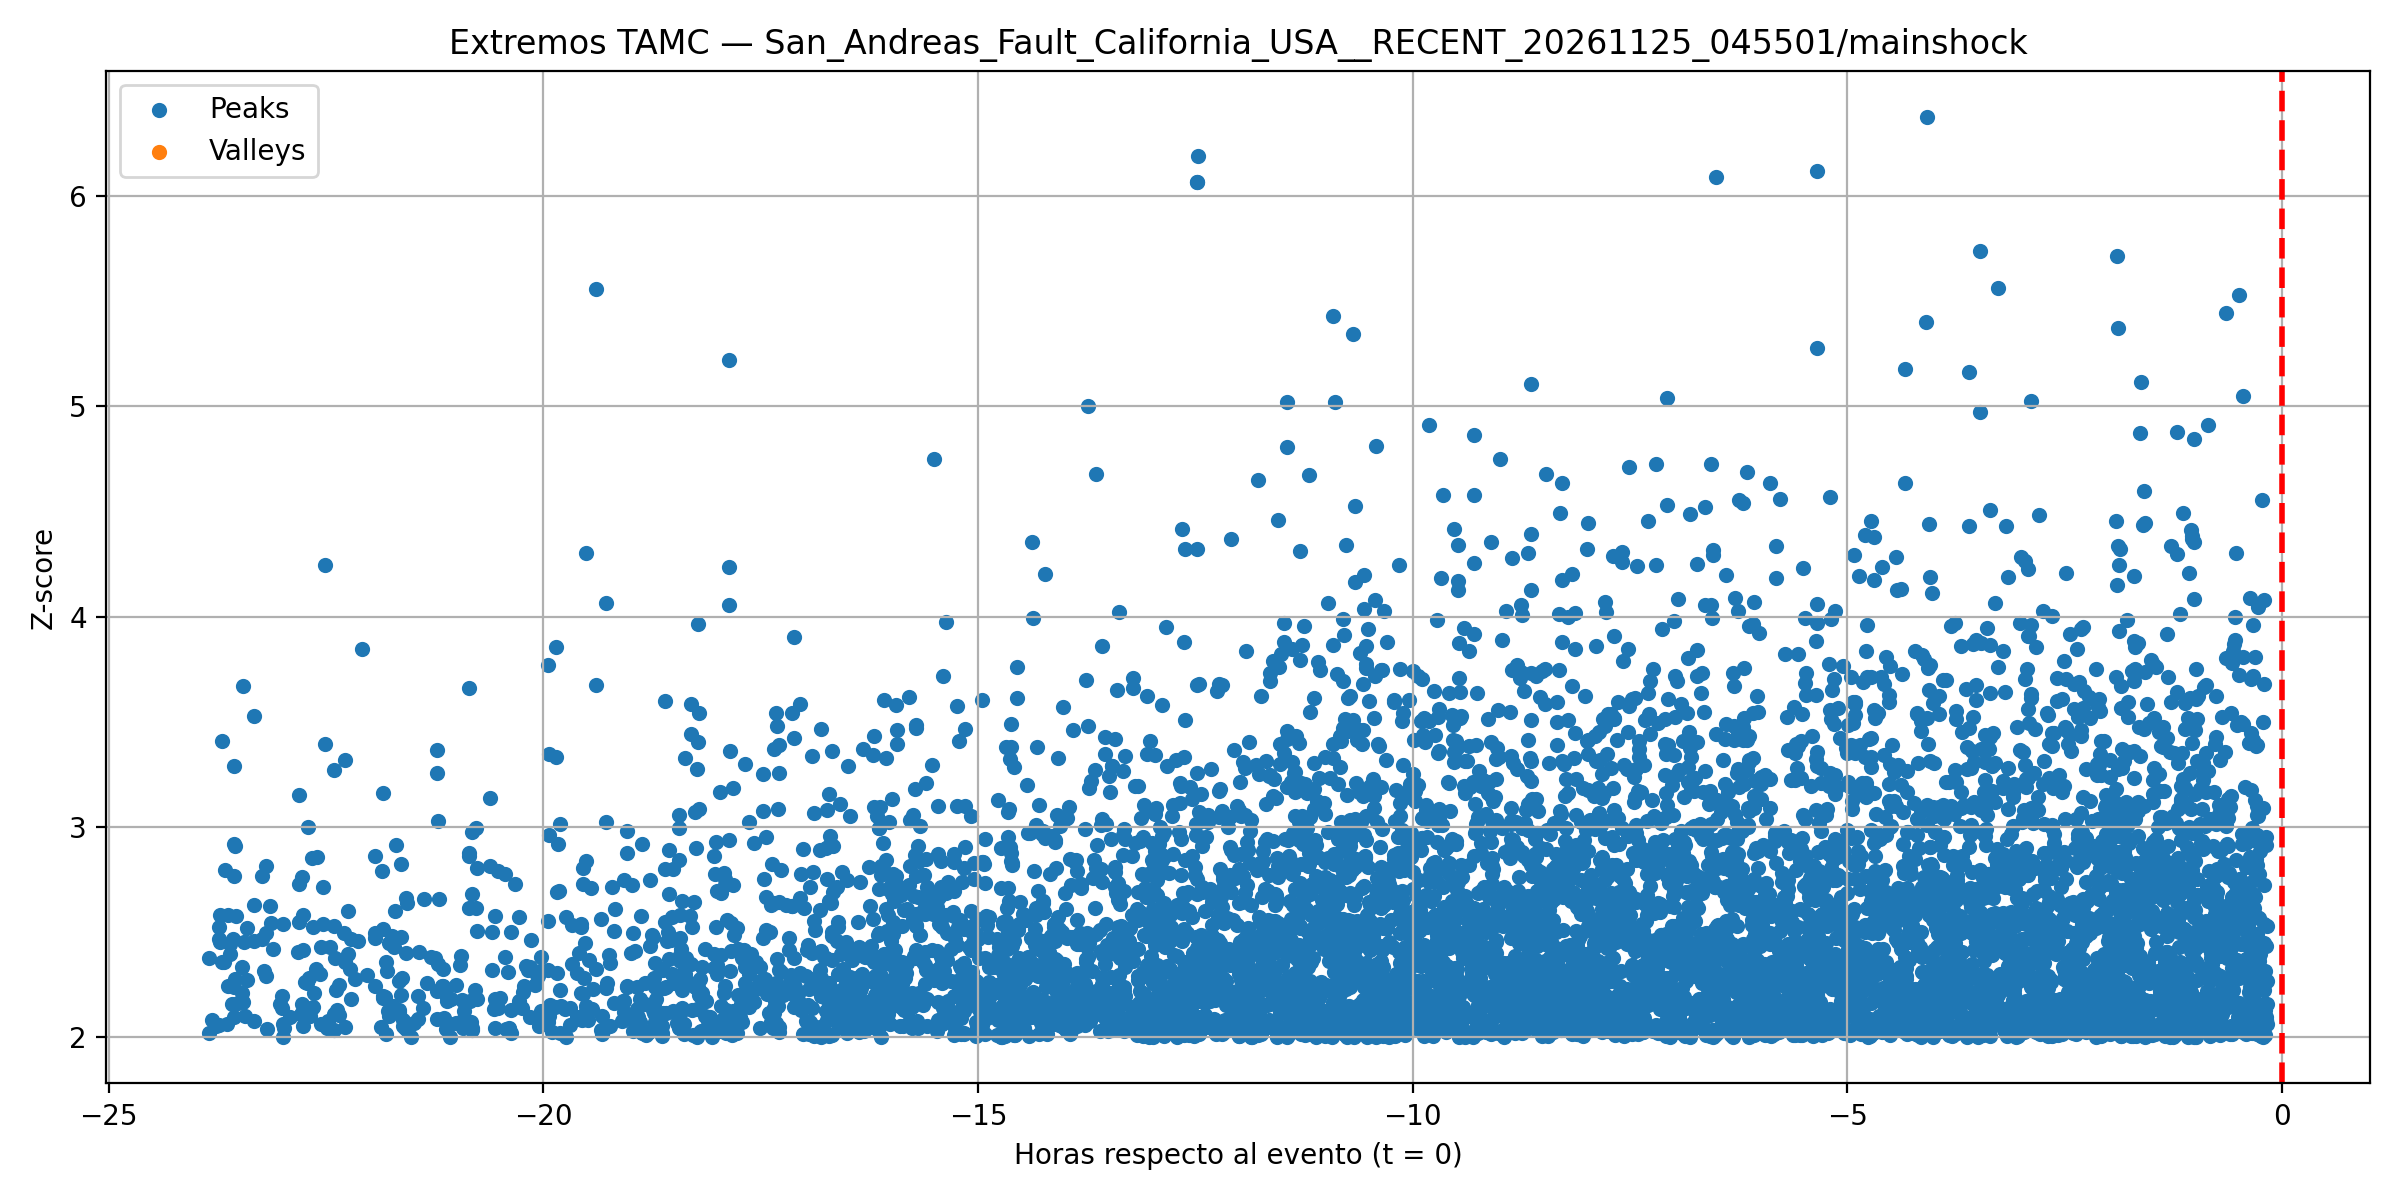 Extremos TAMC — San_Andreas_Fault_California_USA__RECENT_20261125_045501/mainshock
Peaks
Valleys
Z-score
6
5
4
3
2
−25
−20
−15
−10
−5
0
Horas respecto al evento (t = 0)